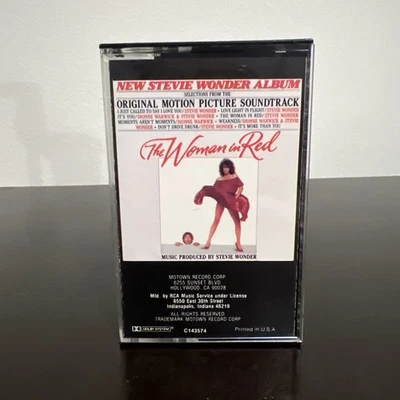 NEW STEVIE WONDER ALBUM
SELECTIONS FROM THE
ORIGINAL MOTION PICTURE SOUNDTRACK
I JUST CALLED TO SAY I LOVE YOU/STEVIE WONDER • LOVE LIGHT IN FLIGHT/STEVIE WONDER
IT'S YOU/DIONNE WARWICK & STEVIE WONDER • THE WOMAN IN RED/STEVIE WONDER
MOMENTS AREN'T MOMENTS/DIONNE WARWICK • WEAKNESS/DIONNE WARWICK & STEVIE
WONDER • DON'T DRIVE DRUNK/STEVIE WONDER • IT'S MORE THAN YOU
The Woman in Red
MUSIC PRODUCED BY STEVIE WONDER
MOTOWN RECORD CORP
6255 SUNSET BLVD.
HOLLYWOOD, CA 90078
Mfd. by RCA Music Service under License
6550 East 30th Street
Indianapolis, Indiana 46219
ALL RIGHTS RESERVED
TRADEMARK MOTOWN RECORD CORP
DOLBY SYSTEM C143574 Printed in U.S.A.